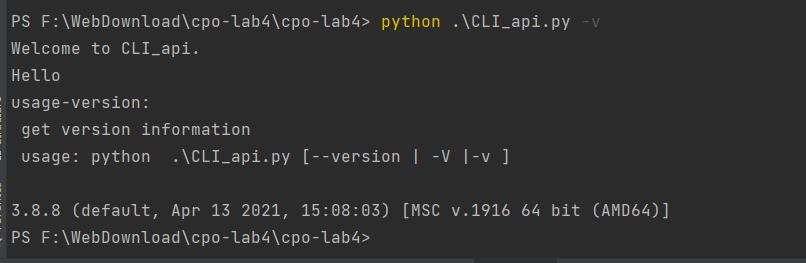 PS F:\WebDownload\cpo-lab4\cpo-lab4> python .\CLI_api.py -v
Welcome to CLI_api.
Hello
usage-version:
 get version information
 usage: python  .\CLI_api.py [--version | -V |-v ]

3.8.8 (default, Apr 13 2021, 15:08:03) [MSC v.1916 64 bit (AMD64)]
PS F:\WebDownload\cpo-lab4\cpo-lab4>